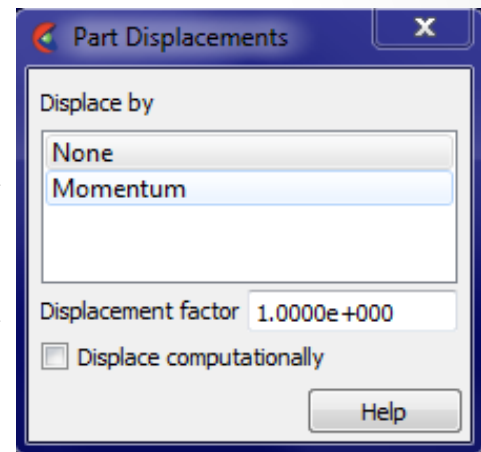 Part Displacements
X
Displace by
None
Momentum
Displacement factor 1.0000e+000
Displace computationally
Help